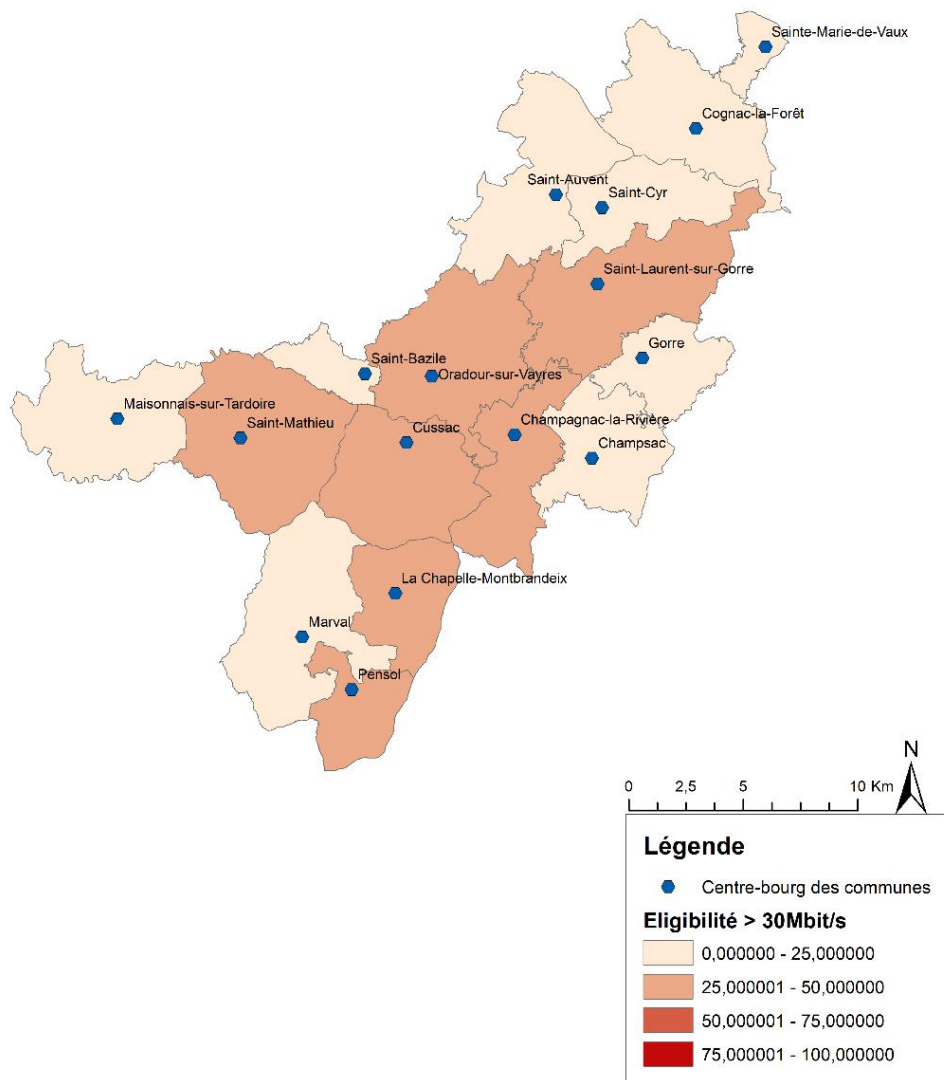 Sainte-Marie-de-Vaux
Cognac-la-Forêt
Saint-Auvent
Saint-Cyr
Saint-Laurent-sur-Gorre
Gorre
Saint-Bazile
Oradour-sur-Vayres
Maisonnais-sur-Tardoire
Saint-Mathieu
Cussac
Champagnac-la-Rivière
Champsac
La Chapelle-Montbrandeix
Marval
Pensol
N
0 2,5 5 10 Km
Légende
Centre-bourg des communes
Eligibilité > 30Mbit/s
0,000000 - 25,000000
25,000001 - 50,000000
50,000001 - 75,000000
75,000001 - 100,000000